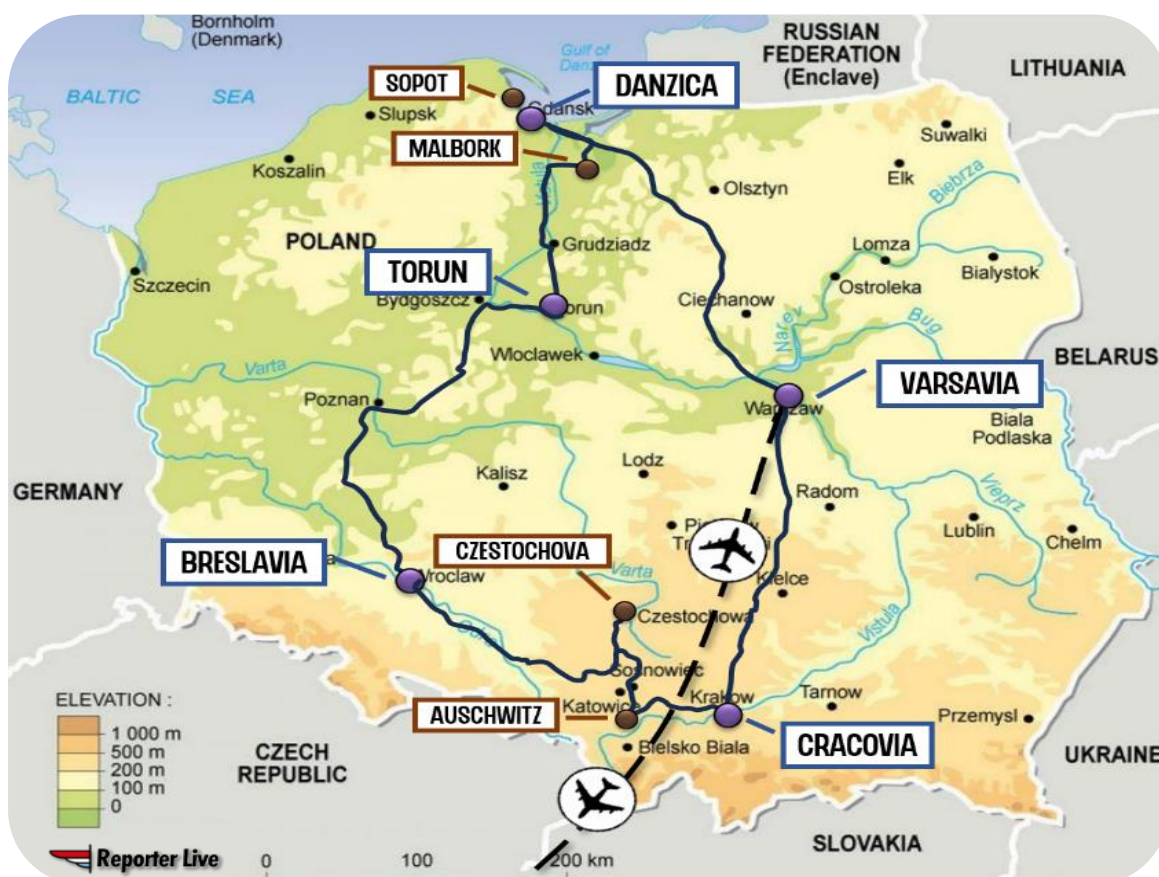 Bornholm
(Denmark)
BALTIC SEA
Gulf of
RUSSIAN
FEDERATION
(Enclave)
LITHUANIA
SOPOT
DANZICA
Gdansk
Slupsk
MALBORK
Suwalki
Koszalin
Olsztyn
Elk
Biebrza
POLAND
Grudziadz
Lomza
TORUN
Szczecin
Bydgoszcz
Ciechanow
Ostroleka
Bialystok
Narev
Bug
Wloclawek
BELARUS
Varta
Poznan
VARSAVIA
Biala
Podlaska
Kalisz
Lodz
GERMANY
Radom
Vieprz
Lublin
Chelm
CZESTOCHOVA
BRESLAVIA
Wroclaw
Varta
Kielce
Czestochowa
Vistula
Sosnowiec
ELEVATION :
1 000 m
500 m
200 m
100 m
0
AUSCHWITZ
Katowice
Krakow
Tarnow
Przemysl
CZECH
REPUBLIC
Bielsko Biala
CRACOVIA
UKRAINE
SLOVAKIA
Reporter Live
0 100 200 km